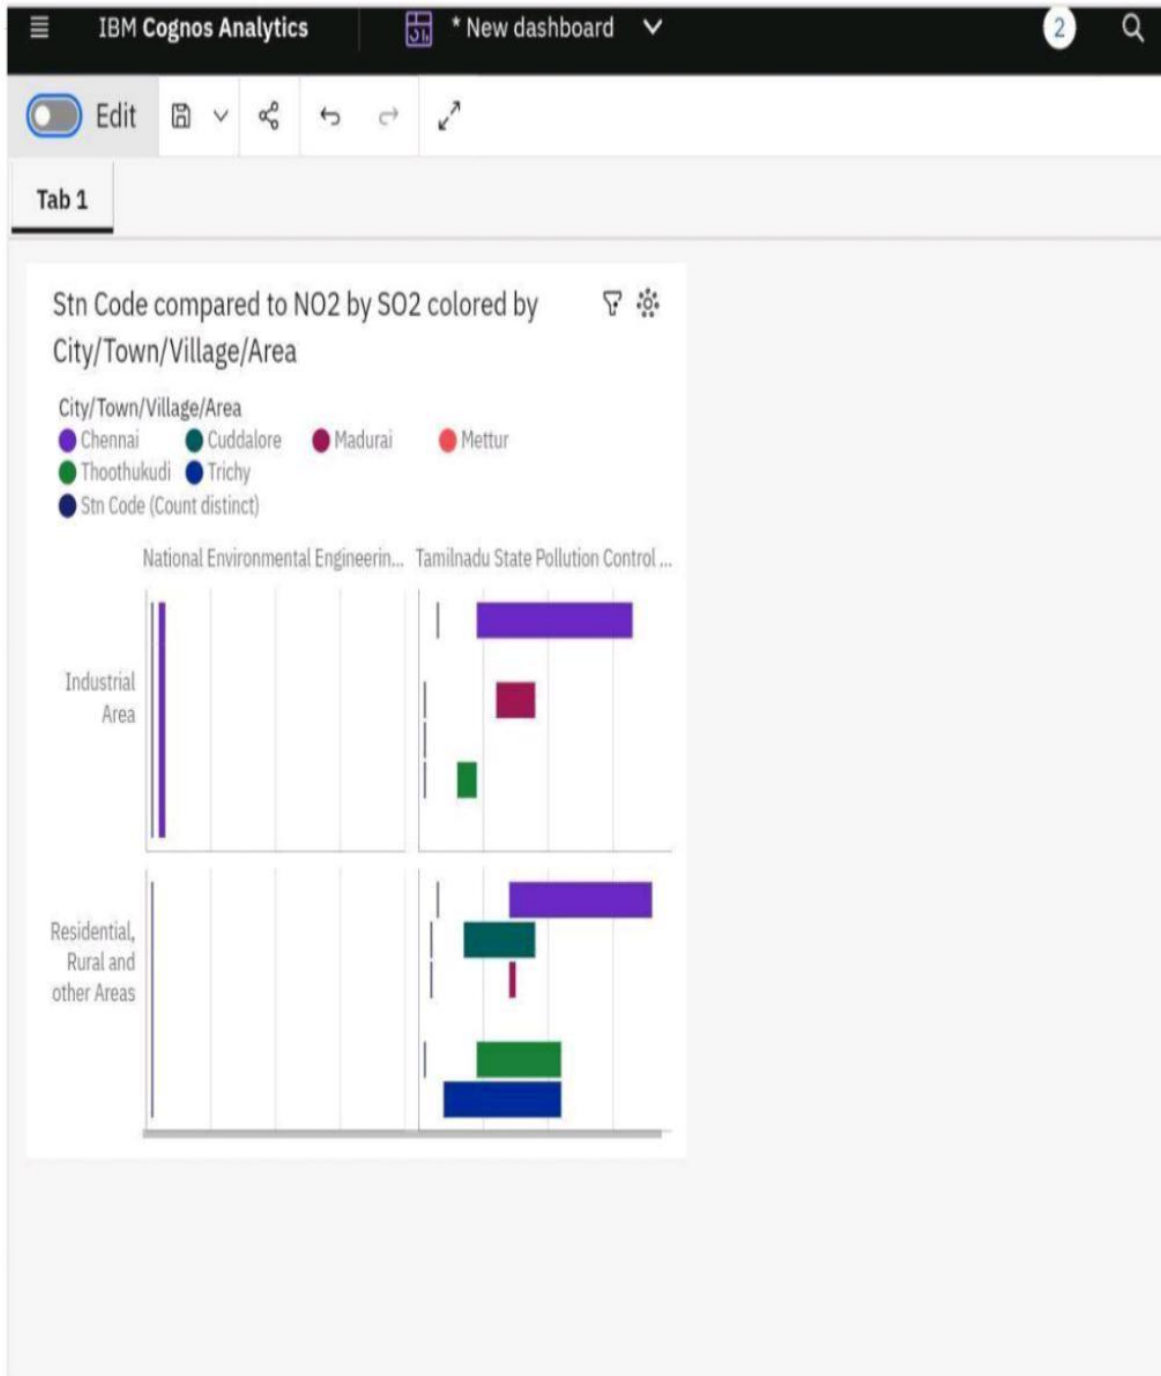 IBM Cognos Analytics
* New dashboard
2
Edit
Tab 1
Stn Code compared to NO2 by SO2 colored by
City/Town/Village/Area
City/Town/Village/Area
Chennai Cuddalore Madurai Mettur
Thoothukudi Trichy
Stn Code (Count distinct)
National Environmental Engineerin... Tamilnadu State Pollution Control ...
Industrial
Area
Residential,
Rural and
other Areas